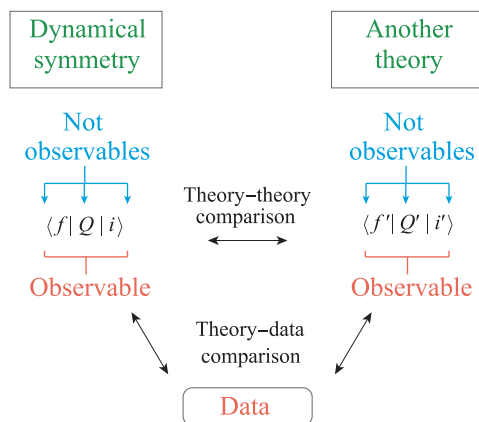 Dynamical
symmetry
Another
theory
Not
observables
Not
observables
⟨f| Q |i⟩
Theory–theory
comparison
⟨f′| Q′ |i′⟩
Observable
Observable
Theory–data
comparison
Data